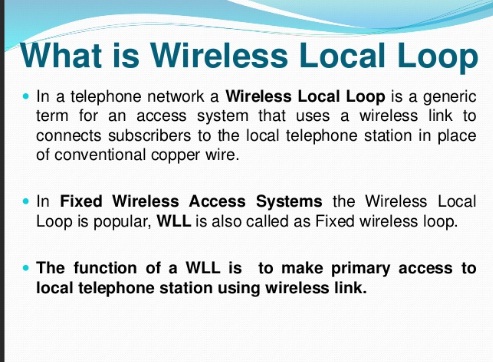 What is Wireless Local Loop
• In a telephone network a Wireless Local Loop is a generic
term for an access system that uses a wireless link to
connects subscribers to the local telephone station in place
of conventional copper wire.
• In Fixed Wireless Access Systems the Wireless Local
Loop is popular, WLL is also called as Fixed wireless loop.
• The function of a WLL is to make primary access to
local telephone station using wireless link.